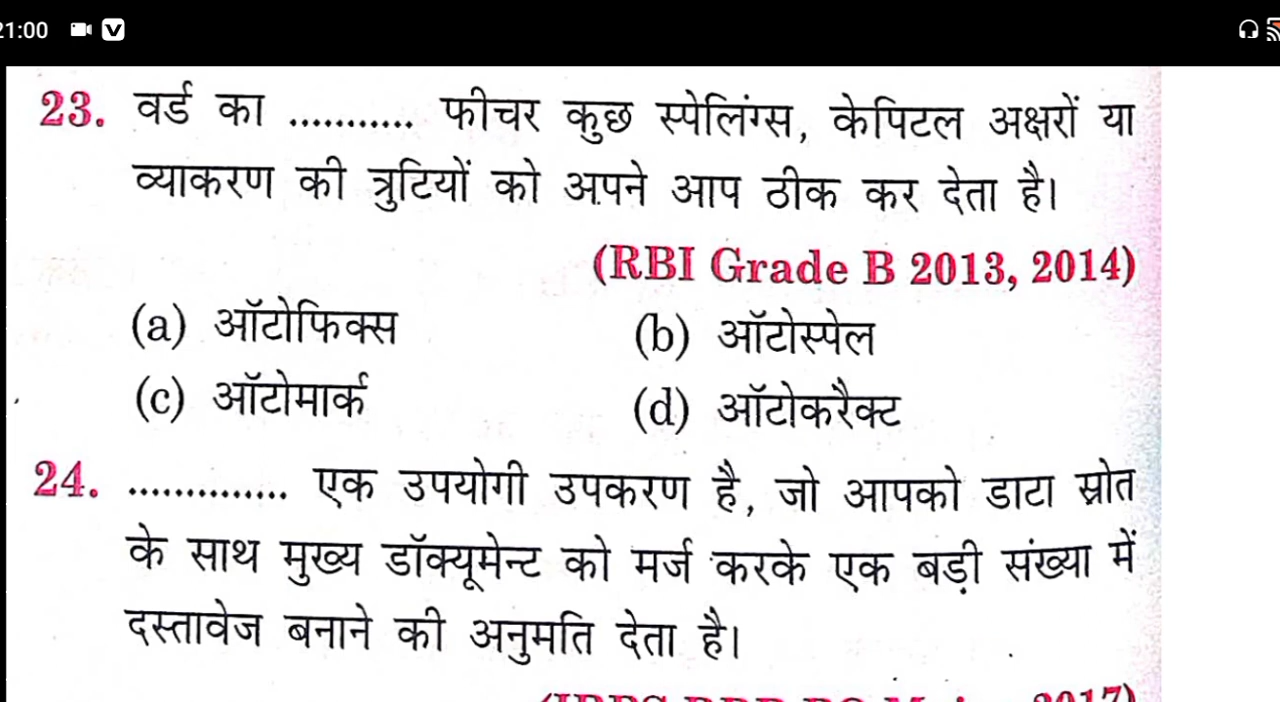 21:00
23. वर्ड का ........... फीचर कुछ स्पेलिंग्स, केपिटल अक्षरों या
व्याकरण की त्रुटियों को अपने आप ठीक कर देता है।
(RBI Grade B 2013, 2014)
(a) ऑटोफिक्स (b) ऑटोस्पेल
(c) ऑटोमार्क (d) ऑटोकरैक्ट
24. .............. एक उपयोगी उपकरण है, जो आपको डाटा स्रोत
के साथ मुख्य डॉक्यूमेन्ट को मर्ज करके एक बड़ी संख्या में
दस्तावेज बनाने की अनुमति देता है।
2017)